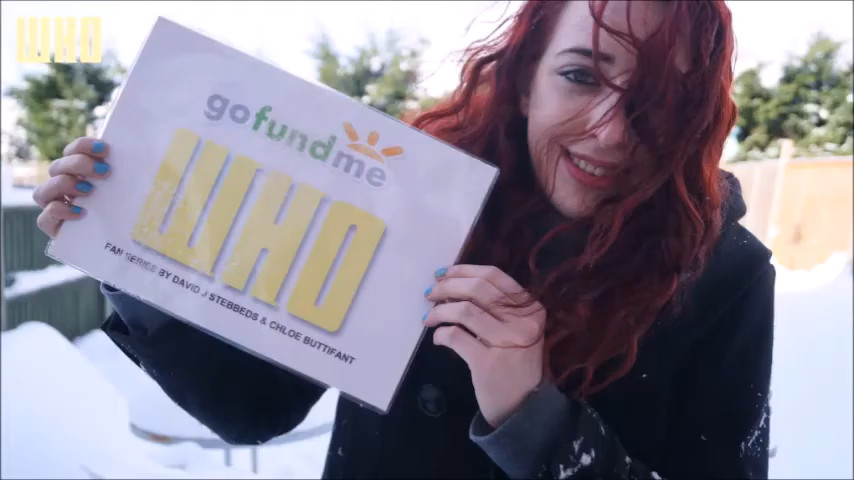 WHO
gofundme
WHO
FAN SERIES BY DAVID J STEBBEDS & CHLOE BUTTIFANT